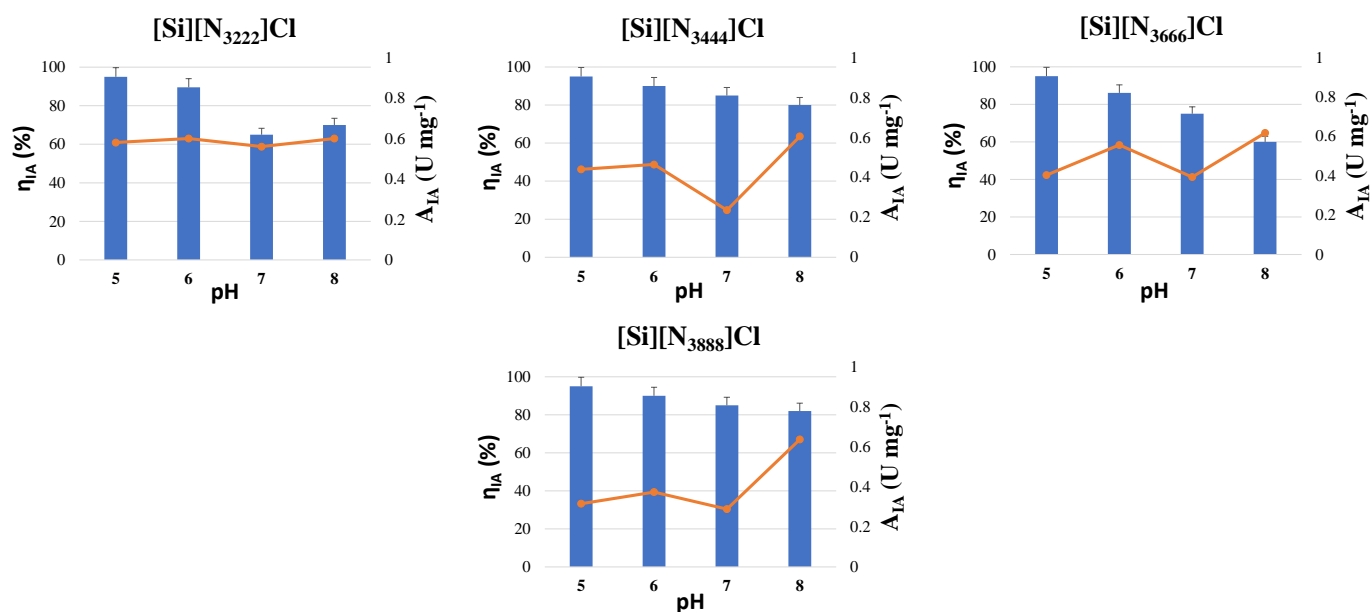 [Si][N3222]Cl
100
80
60
40
20
0
ηIA (%)
5 6 7 8
pH
1
0.8
0.6
0.4
0.2
0
AIA (U mg-1)
[Si][N3444]Cl
100
80
60
40
20
0
ηIA (%)
5 6 7 8
pH
1
0.8
0.6
0.4
0.2
0
AIA (U mg-1)
[Si][N3666]Cl
100
80
60
40
20
0
ηIA (%)
5 6 7 8
pH
1
0.8
0.6
0.4
0.2
0
AIA (U mg-1)
[Si][N3888]Cl
100
80
60
40
20
0
ηIA (%)
5 6 7 8
pH
1
0.8
0.6
0.4
0.2
0
AIA (U mg-1)